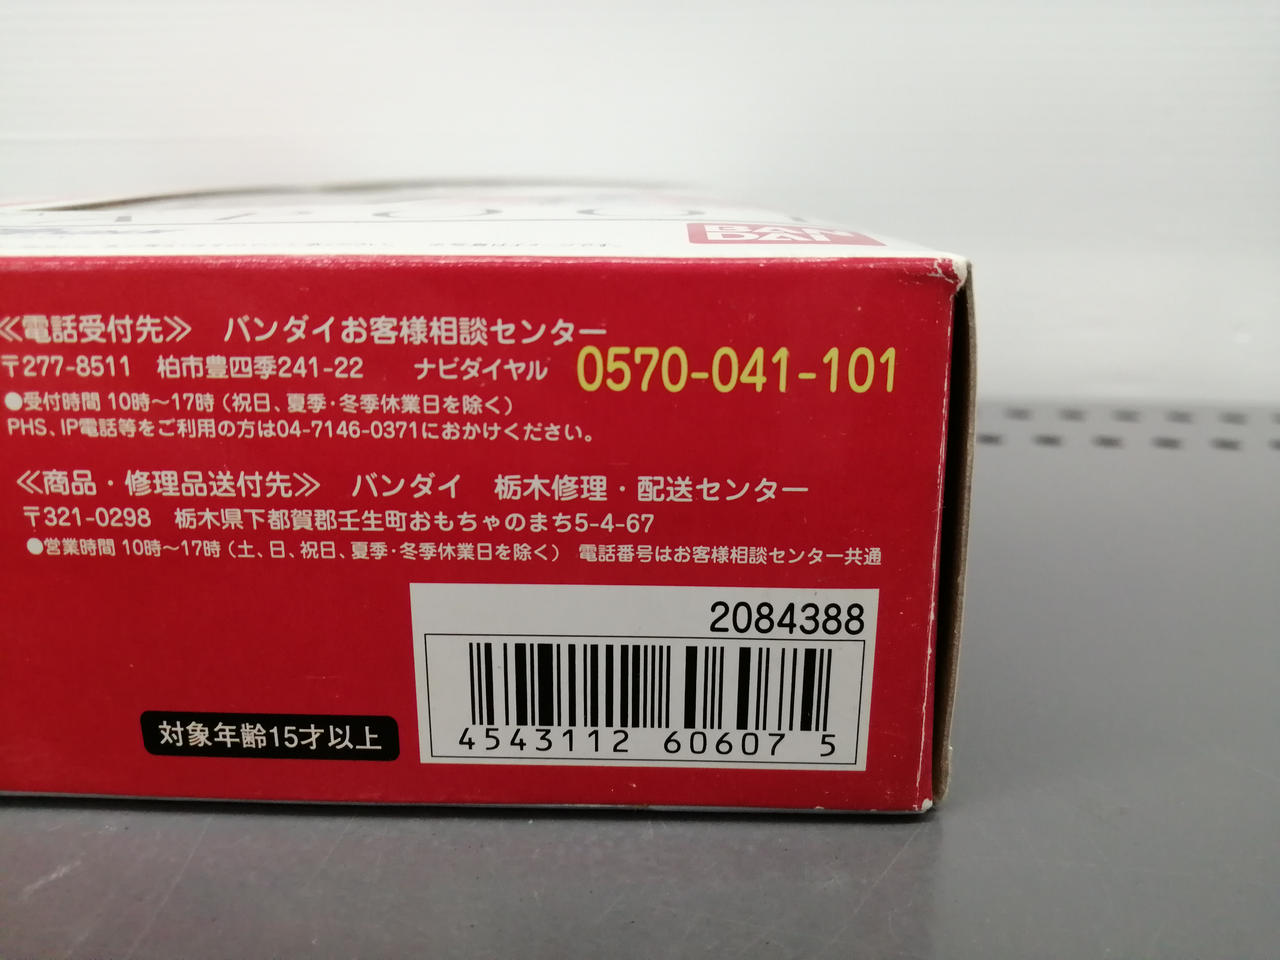 BAN
DAI
≪電話受付先≫ バンダイお客様相談センター
〒277-8511 柏市豊四季241-22 ナビダイヤル 0570-041-101
●受付時間 10時～17時（祝日、夏季・冬季休業日を除く）
PHS、IP電話等をご利用の方は04-7146-0371におかけください。
≪商品・修理品送付先≫ バンダイ 栃木修理・配送センター
〒321-0298 栃木県下都賀郡壬生町おもちゃのまち5-4-67
●営業時間 10時～17時（土、日、祝日、夏季・冬季休業日を除く） 電話番号はお客様相談センター共通
2084388
4543112 606075
対象年齢15才以上